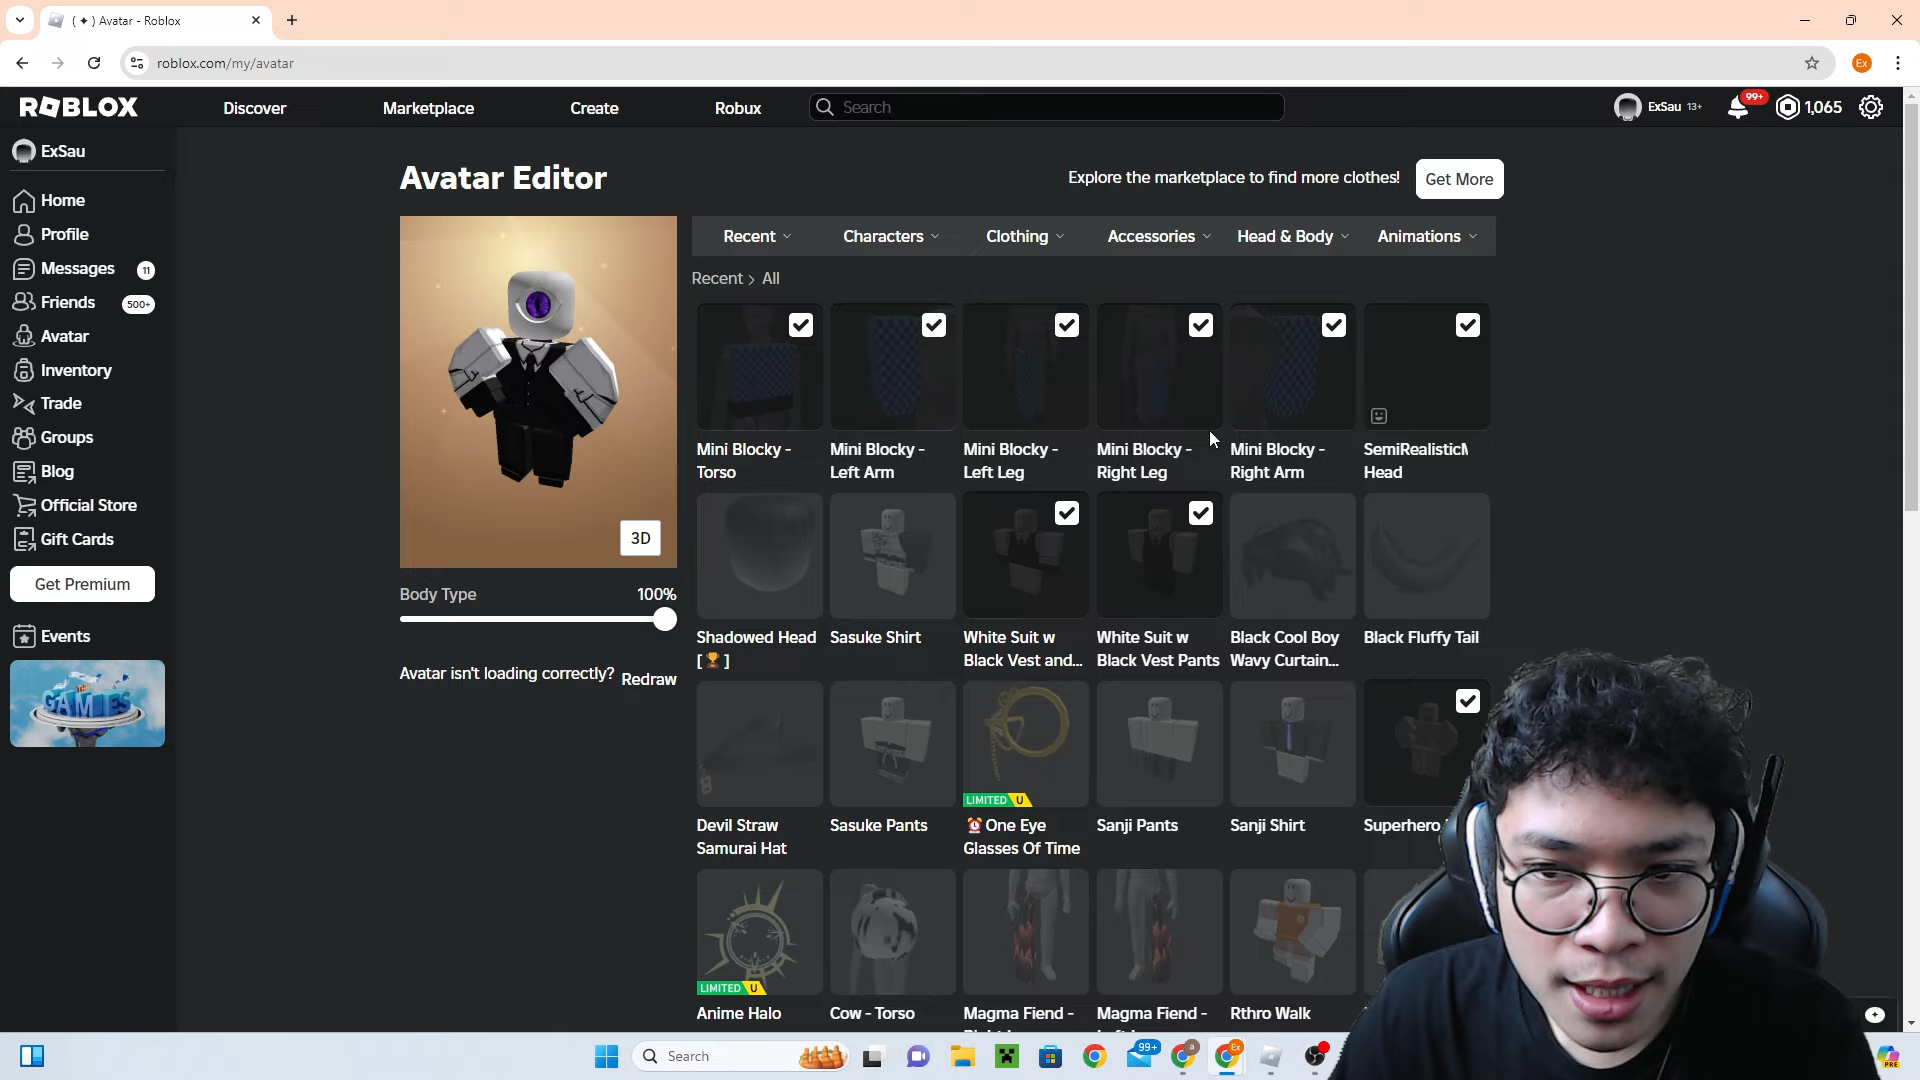 ( ✦ ) Avatar - Roblox
roblox.com/my/avatar
Ex
ROBLOX
Discover
Marketplace
Create
Robux
Search
ExSau 13+
99+
1,065
ExSau
Home
Profile
Messages 11
Friends 500+
Avatar
Inventory
Trade
Groups
Blog
Official Store
Gift Cards
Get Premium
Events
THE GAMES
Avatar Editor
Explore the marketplace to find more clothes!
Get More
3D
Body Type 100%
Avatar isn't loading correctly? Redraw
Recent
Characters
Clothing
Accessories
Head & Body
Animations
Recent > All
Mini Blocky -
Torso
Mini Blocky -
Left Arm
Mini Blocky -
Left Leg
Mini Blocky -
Right Leg
Mini Blocky -
Right Arm
Head
Shadowed Head
[🏆]
Sasuke Shirt
White Suit w
Black Vest and...
White Suit w
Black Vest Pants
Black Cool Boy
Wavy Curtain...
Black Fluffy Tail
Devil Straw
Samurai Hat
Sasuke Pants
LIMITED U
⏰One Eye
Glasses Of Time
Sanji Pants
Sanji Shirt
Superhero
LIMITED U
Anime Halo
Cow - Torso
Magma Fiend -
Magma Fiend -
Rthro Walk
Search
99+
a
Ex
PRE